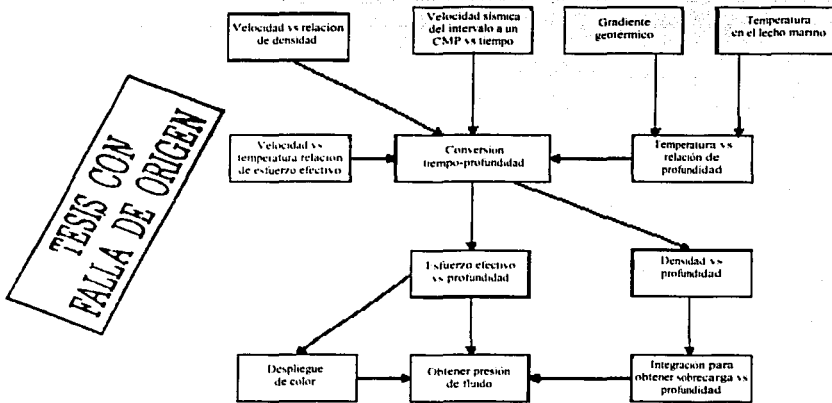 Velocidad vs relacion
de densidad
Velocidad sísmica
del intervalo a un
CMP vs tiempo
Gradiente
geotermico
Temperatura
en el lecho marino
TESIS CON
FALLA DE ORIGEN
Velocidad vs
temperatura relacion
de esfuerzo efectivo
Conversion
tiempo-profundidad
Temperatura vs
relación de
profundidad
Esfuerzo efectivo
vs profundidad
Densidad vs
profundidad
Despliegue
de color
Obtener presión
de fluido
Integracion para
obtener sobrecarga vs
profundidad